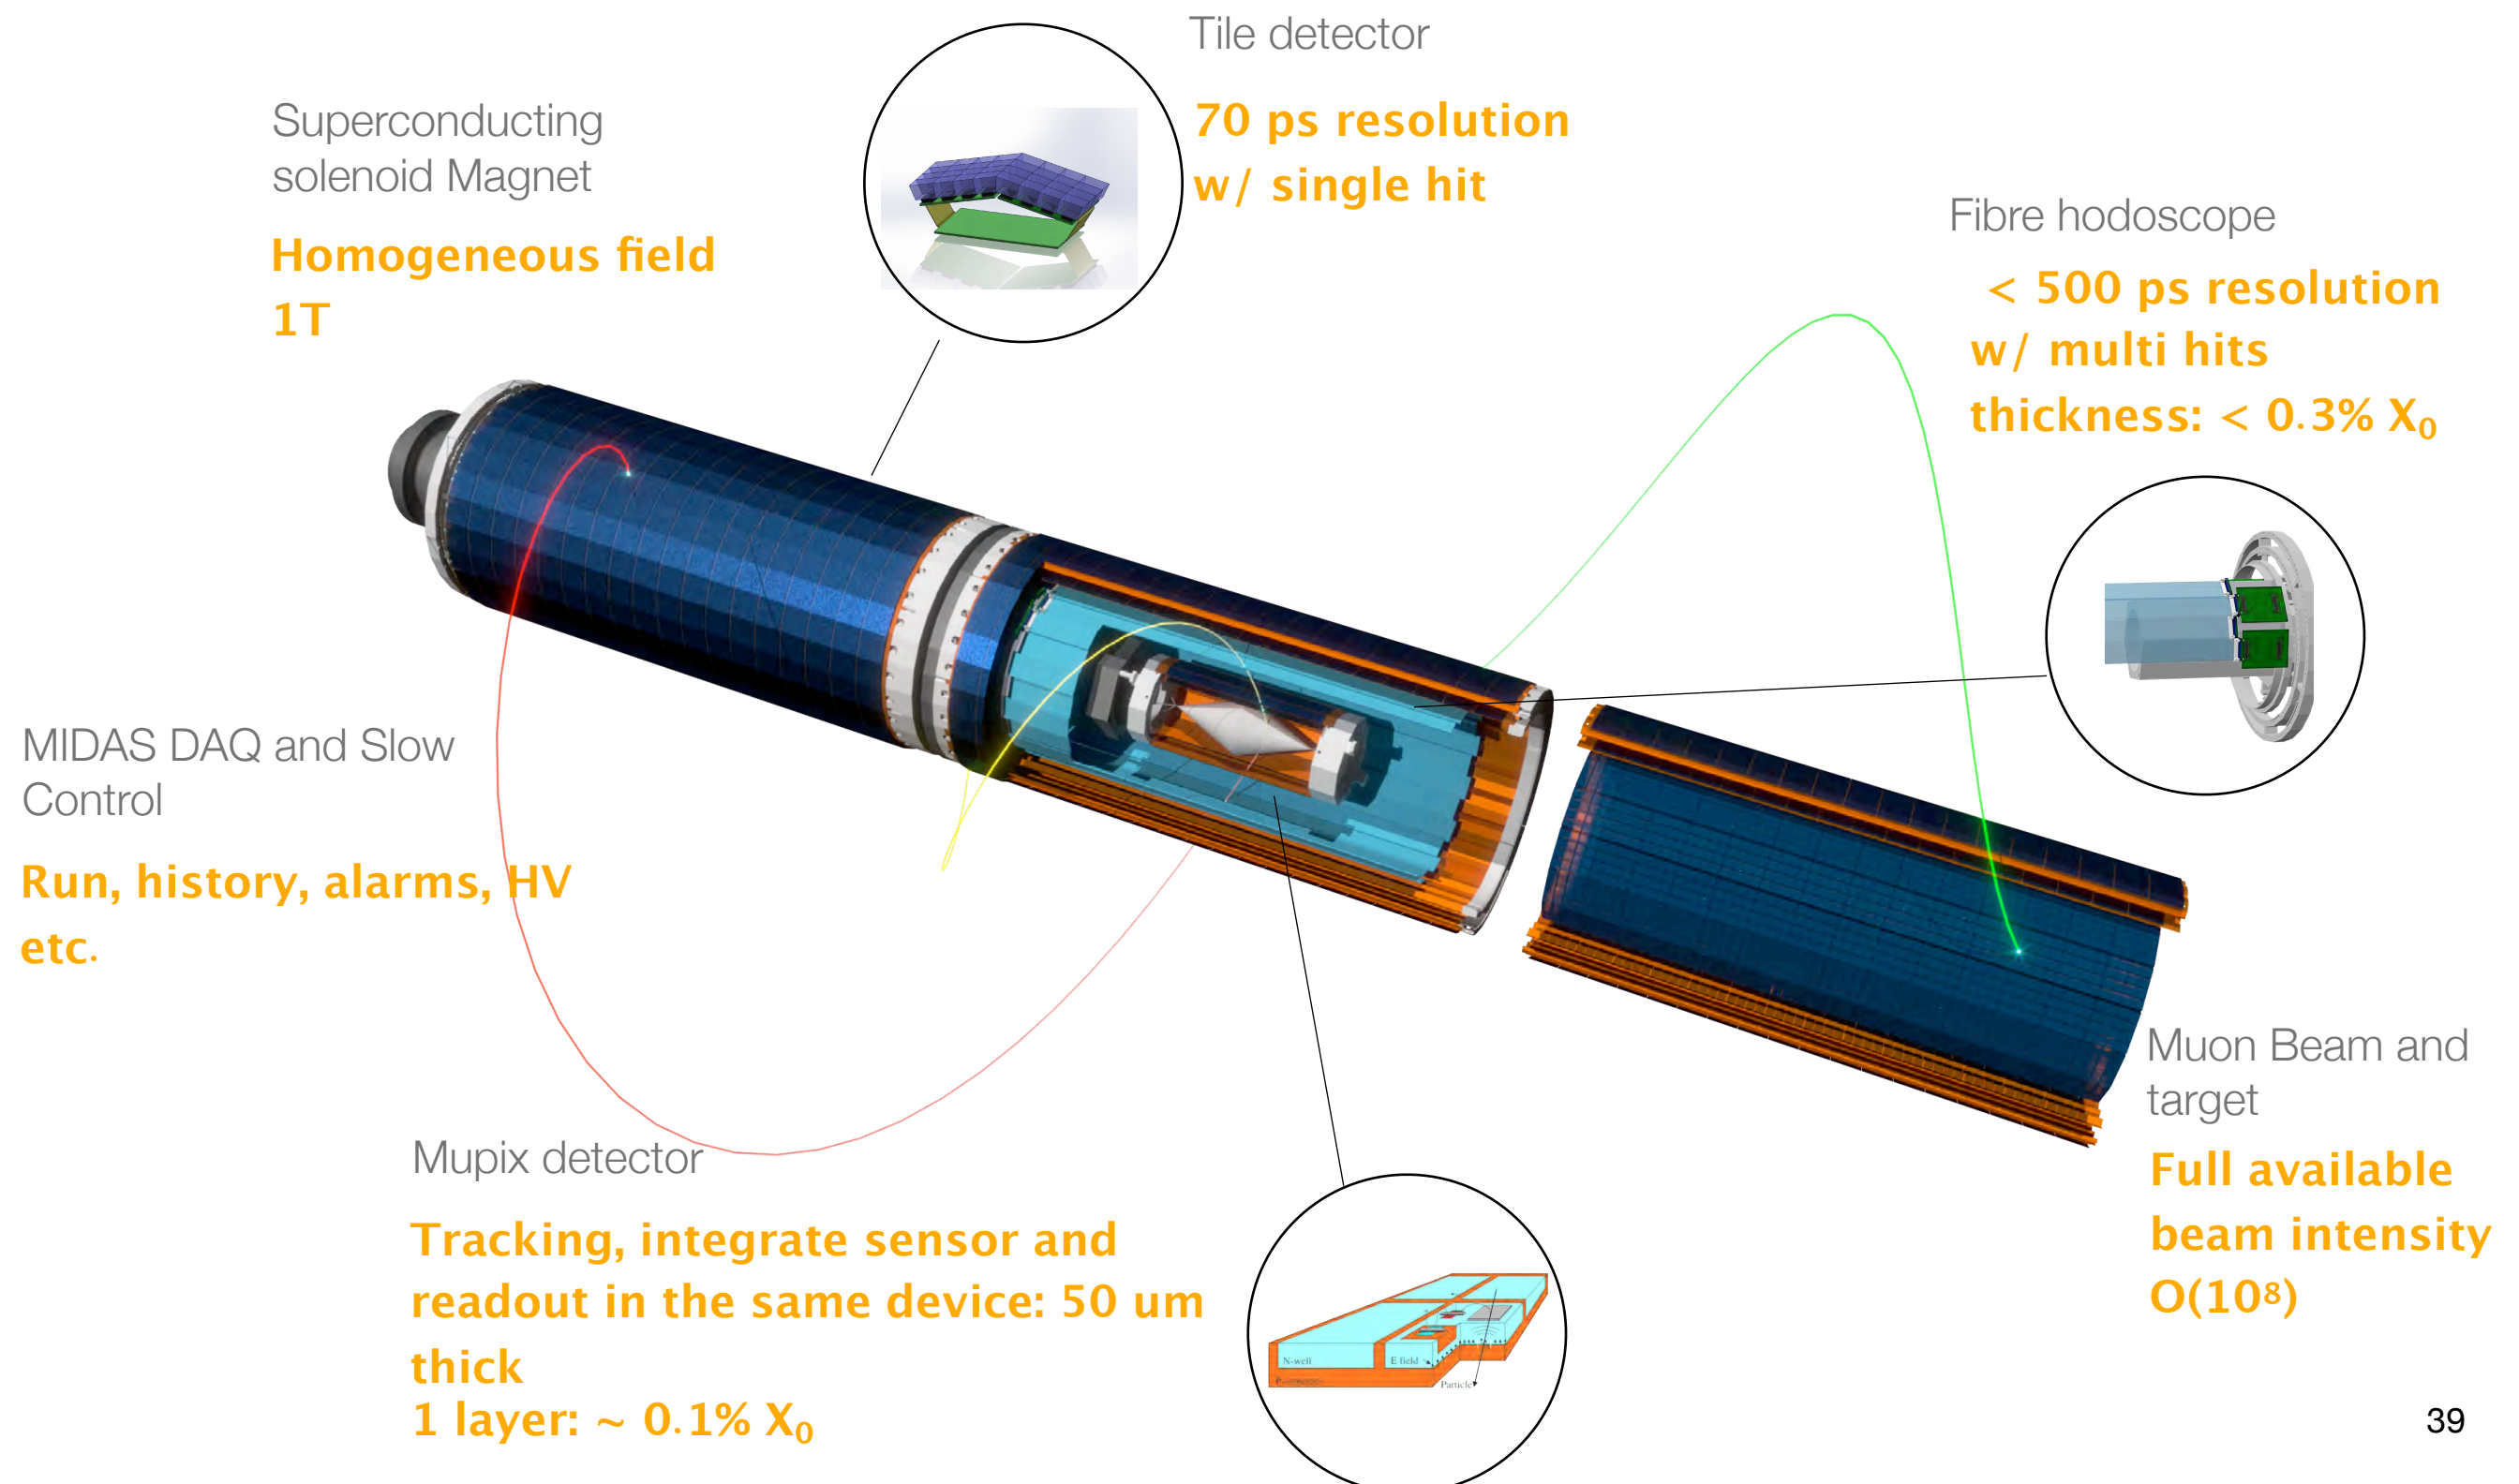 Tile detector
70 ps resolution
w/ single hit
Superconducting
solenoid Magnet
Homogeneous field
1T
Fibre hodoscope
< 500 ps resolution
w/ multi hits
thickness: < 0.3% X₀
MIDAS DAQ and Slow
Control
Run, history, alarms, HV
etc.
Mupix detector
Tracking, integrate sensor and
readout in the same device: 50 um
thick
1 layer: ~ 0.1% X₀
N-well
E field
Particle
Muon Beam and
target
Full available
beam intensity
O(10⁸)
39